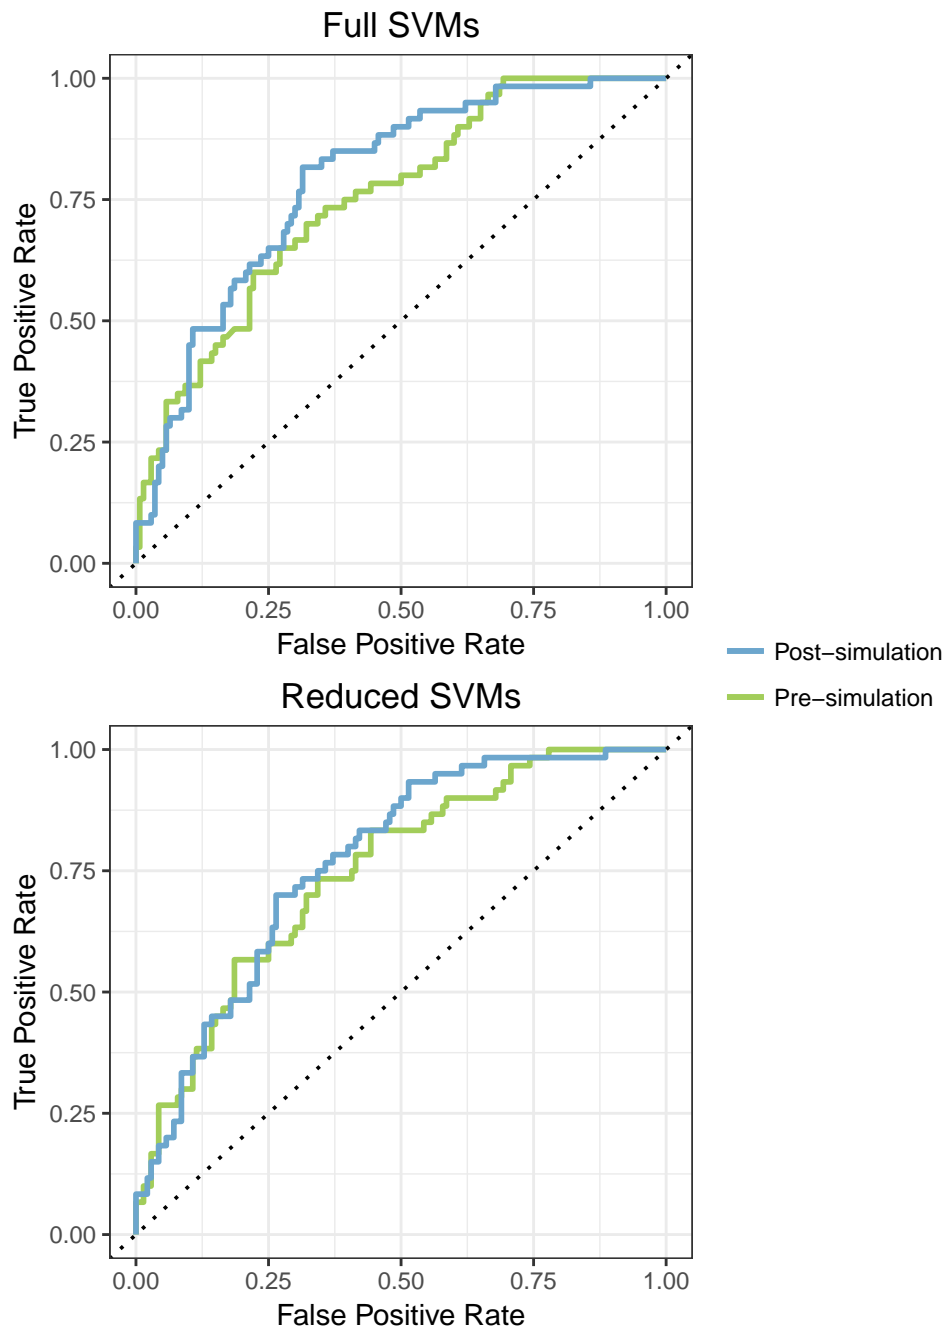 Full SVMs
1.00
0.75
0.50
0.25
0.00
True Positive Rate
0.00 0.25 0.50 0.75 1.00
False Positive Rate
Post−simulation
Pre−simulation
Reduced SVMs
1.00
0.75
0.50
0.25
0.00
True Positive Rate
0.00 0.25 0.50 0.75 1.00
False Positive Rate